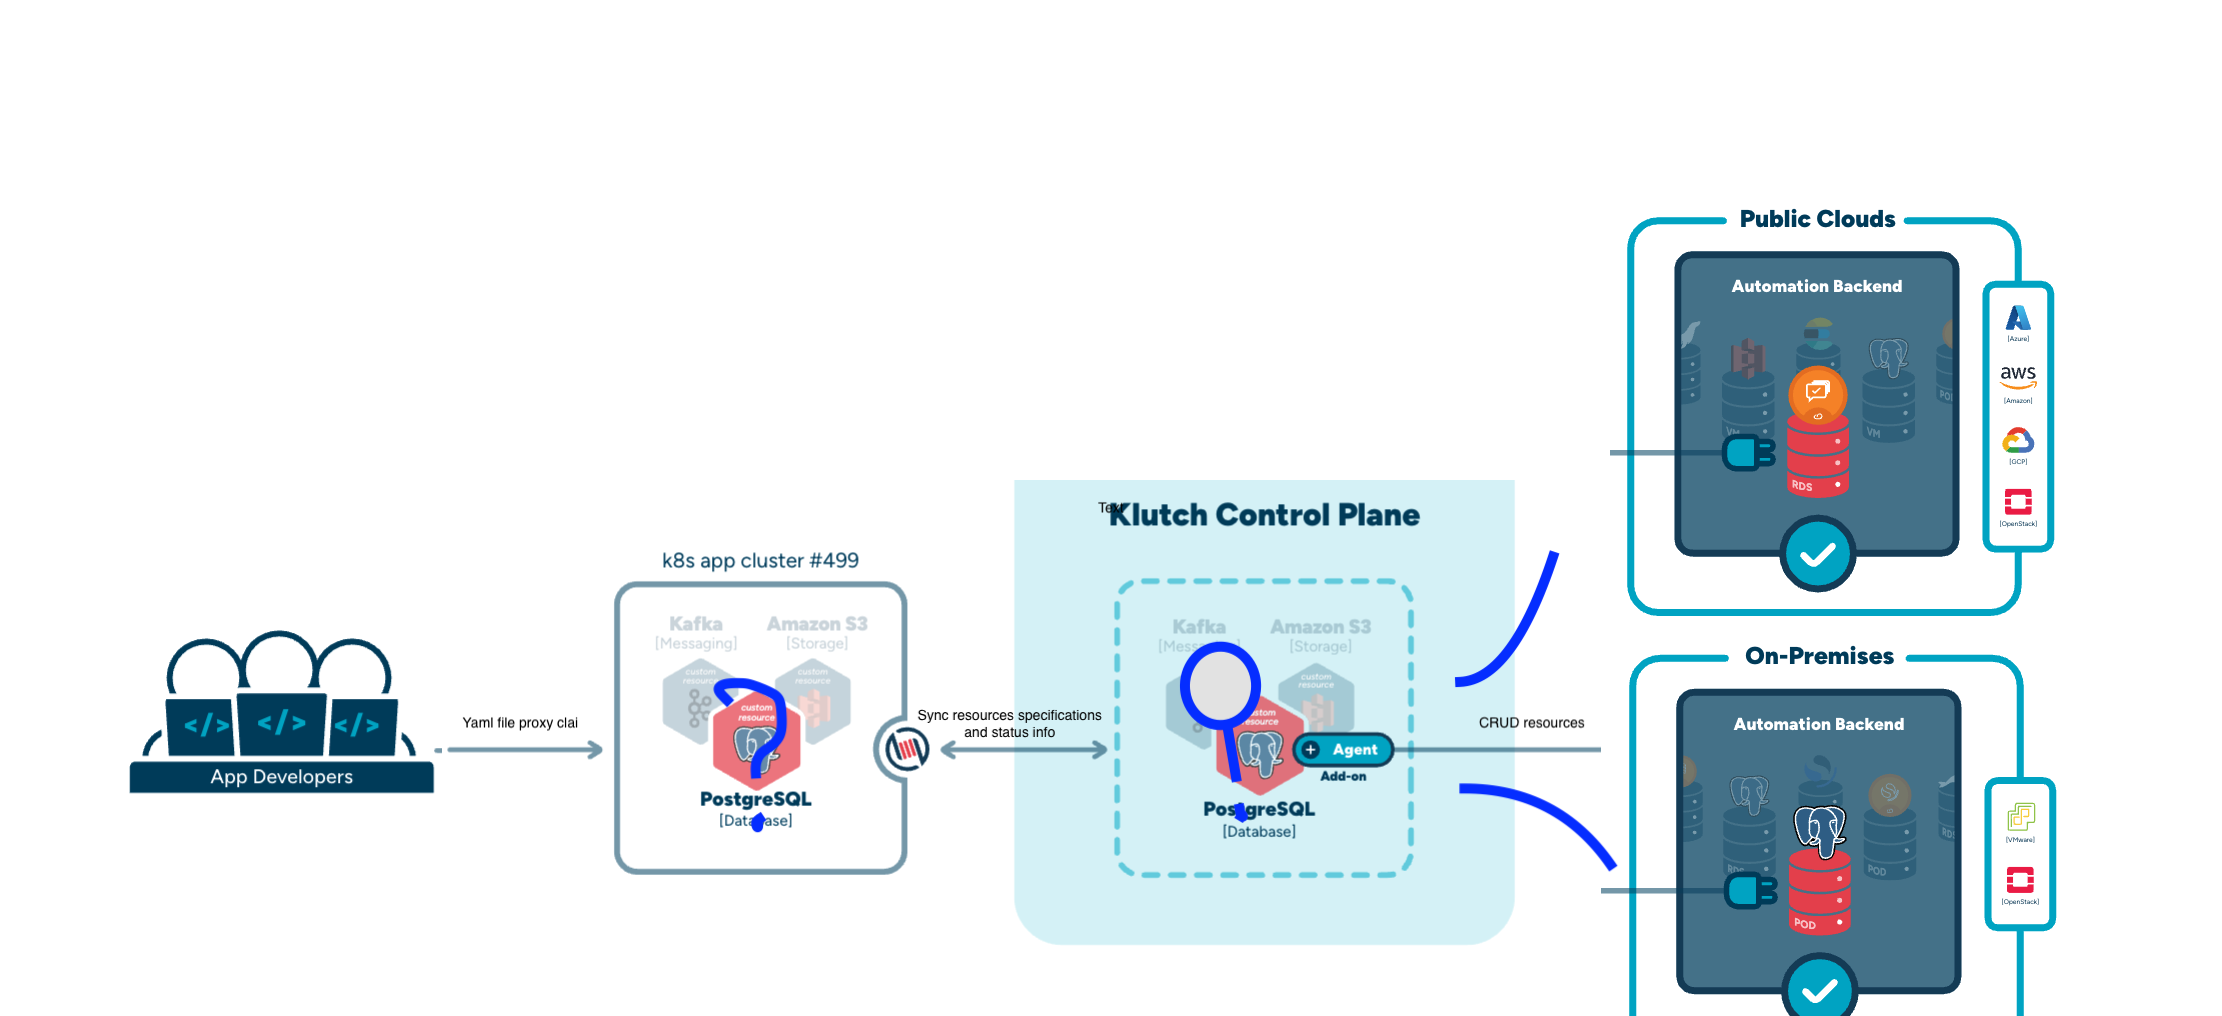 Public Clouds
Automation Backend
VM
VM
POD
RDS
[Azure]
aws
[Amazon]
[GCP]
[OpenStack]
Klutch Control Plane
k8s app cluster #499
Kafka
[Messaging]
Amazon S3
[Storage]
custom
resource
custom
resource
custom
resource
PostgreSQL
[Database]
</>
</>
</>
App Developers
Yaml file proxy clai
Sync resources specifications
and status info
Kafka
Amazon S3
[Storage]
custom
resource
resource
Agent
Add-on
PostgreSQL
[Database]
CRUD resources
On-Premises
Automation Backend
RDS
POD
POD
[VMware]
[OpenStack]